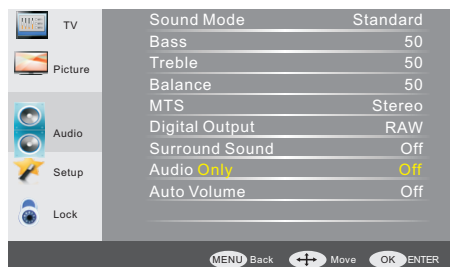 TV
Picture
Audio
Setup
Lock
Sound Mode Standard
Bass 50
Treble 50
Balance 50
MTS Stereo
Digital Output RAW
Surround Sound Off
Audio Only Off
Auto Volume Off
MENU Back Move OK ENTER